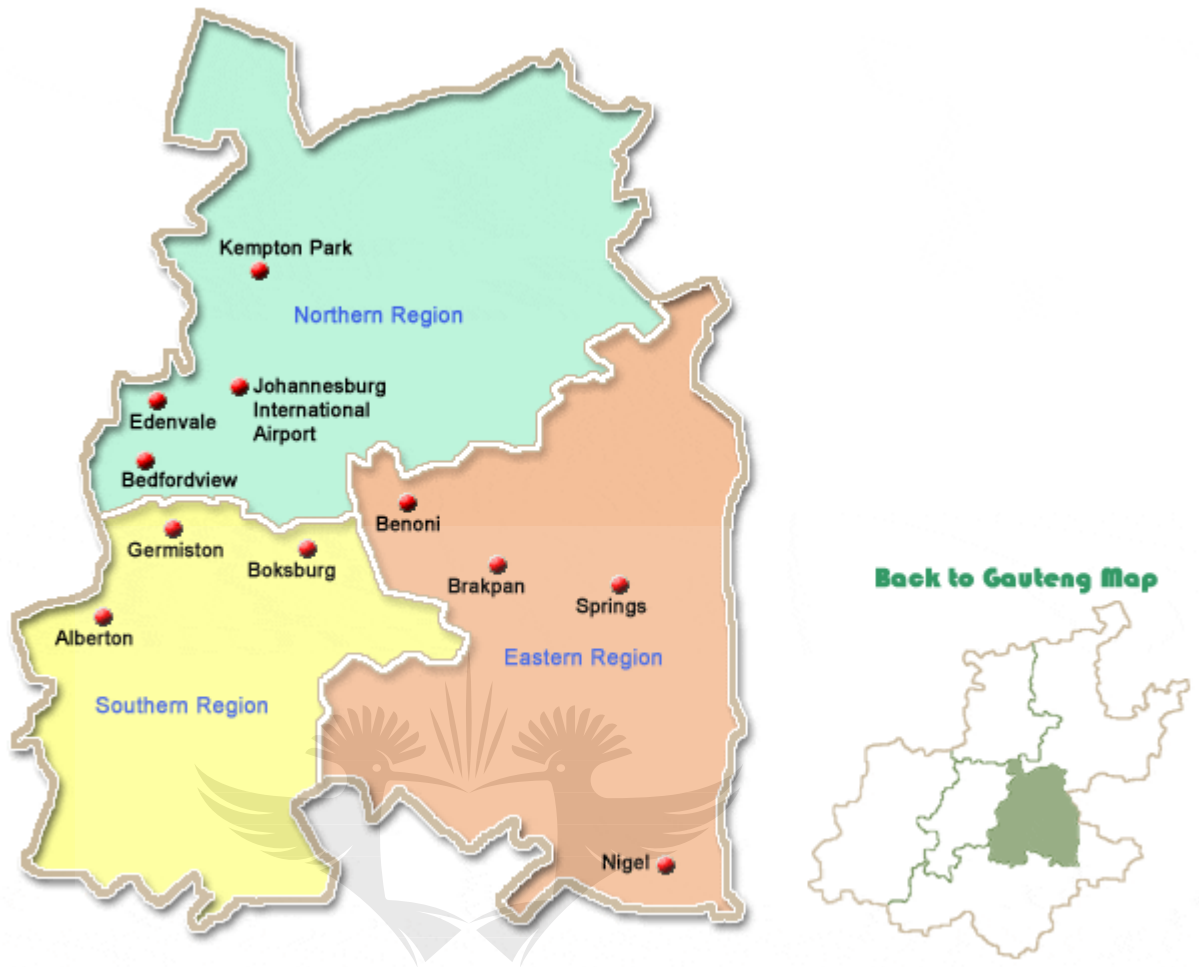 Kempton Park
Northern Region
Johannesburg
International
Airport
Edenvale
Bedfordview
Benoni
Germiston
Boksburg
Brakpan
Springs
Back to Gauteng Map
Alberton
Eastern Region
Southern Region
Nigel